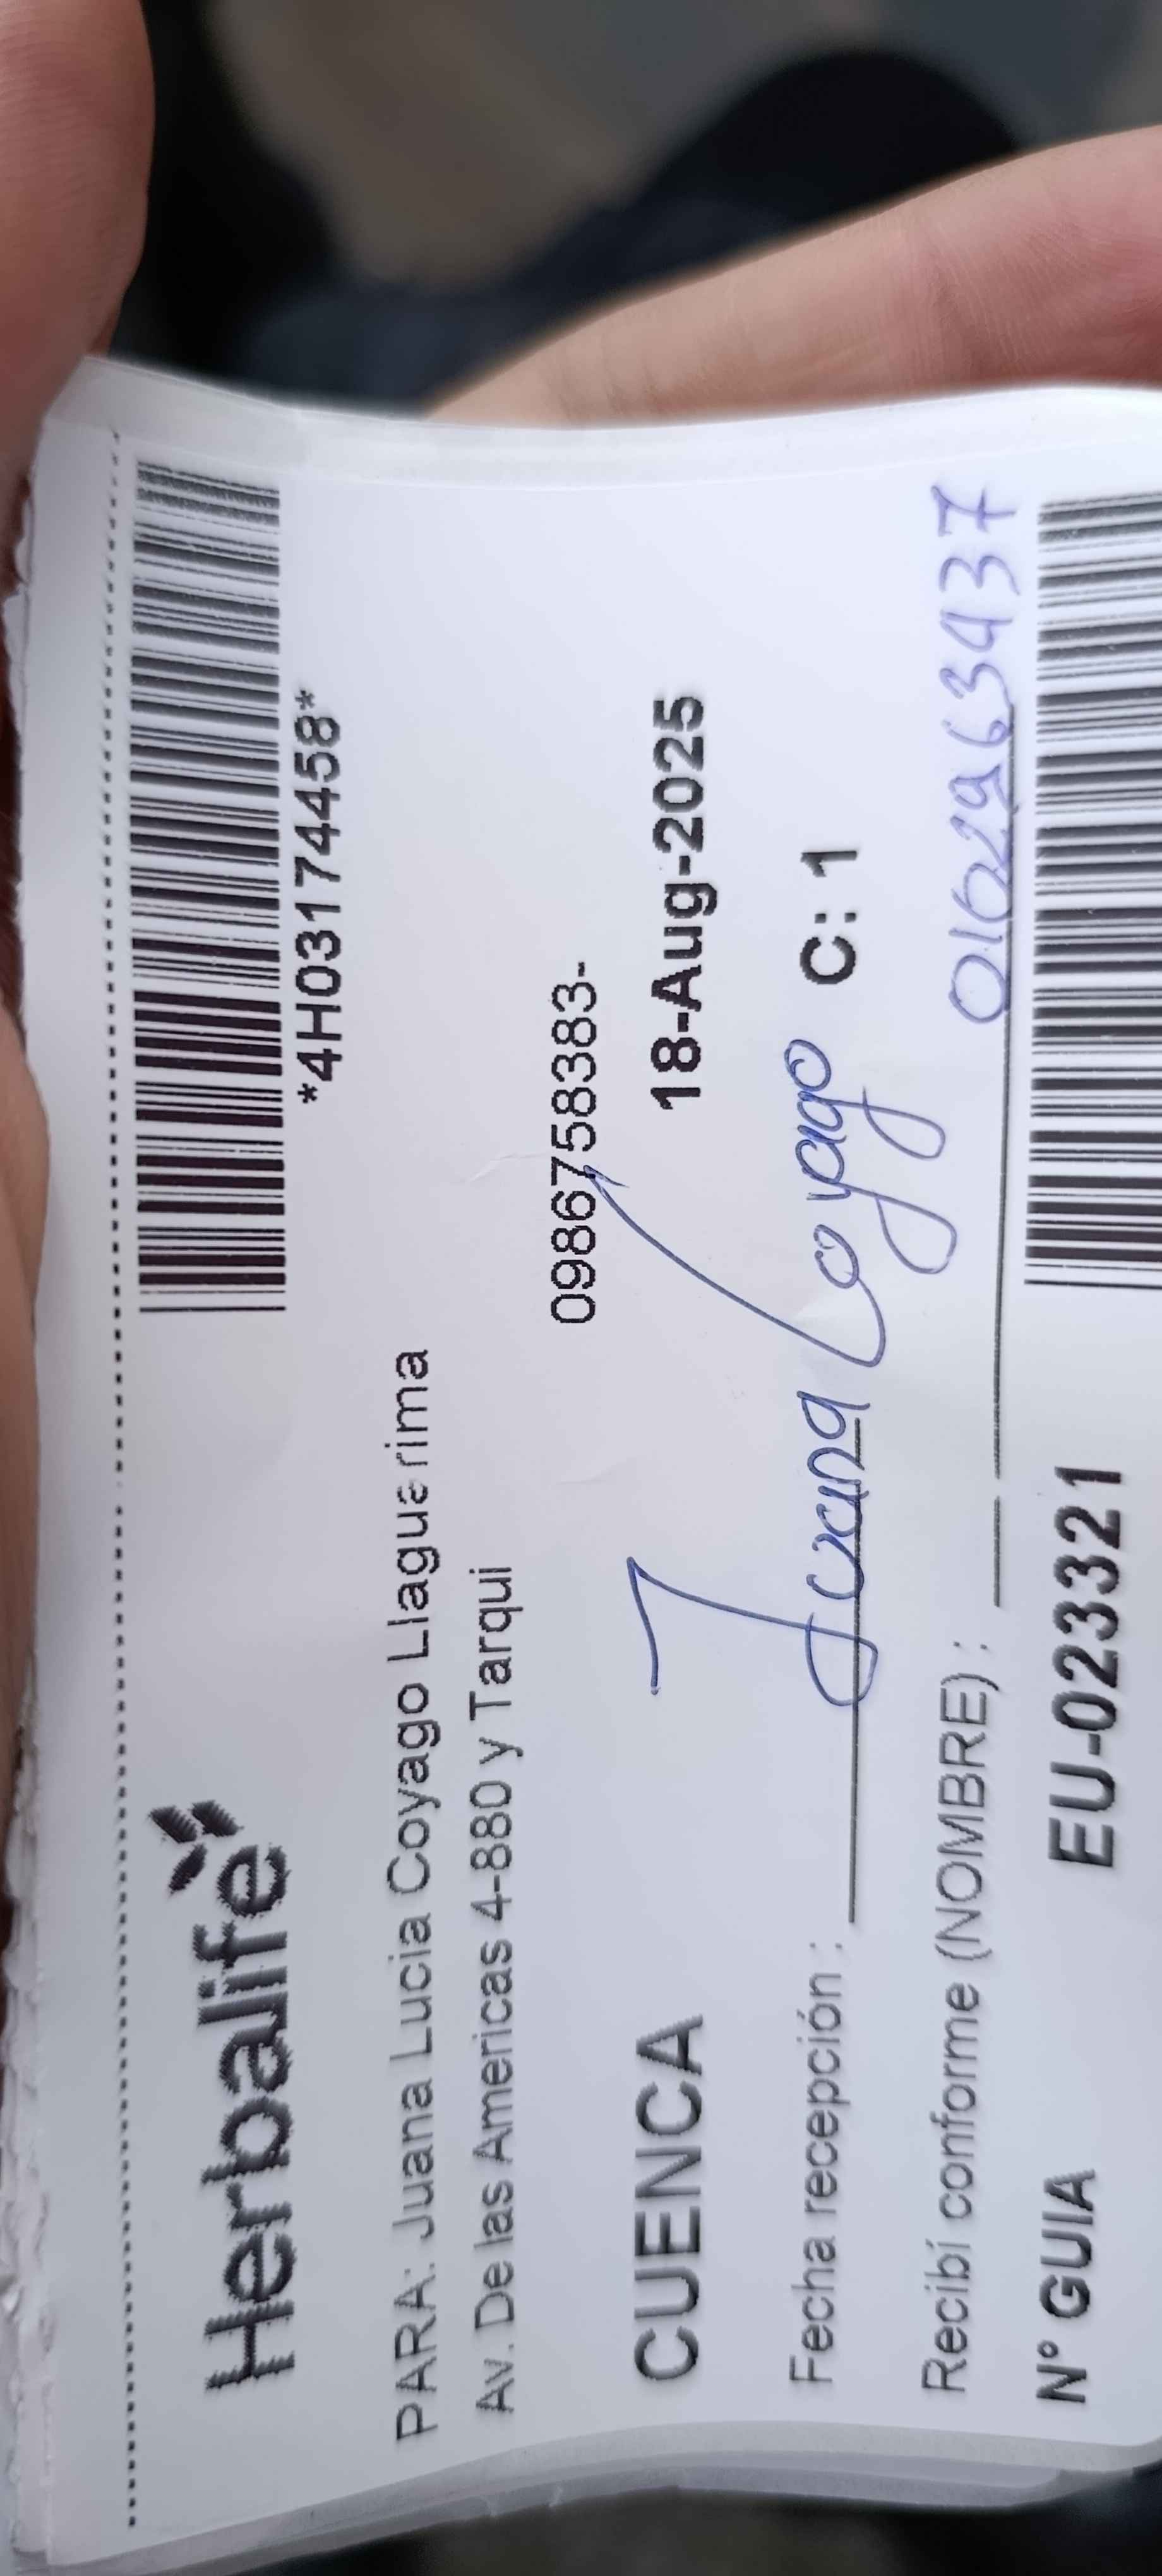 Herbalife
*4H03174458*
PARA: Juana Lucia Coyago Llaguarima
Av. De las Americas 4-880 y Tarqui
0986758383-
CUENCA 18-Aug-2025
Fecha recepción : Juana Coyago C: 1
Recibí conforme (NOMBRE) : 0102963437
N° GUIA EU-023321